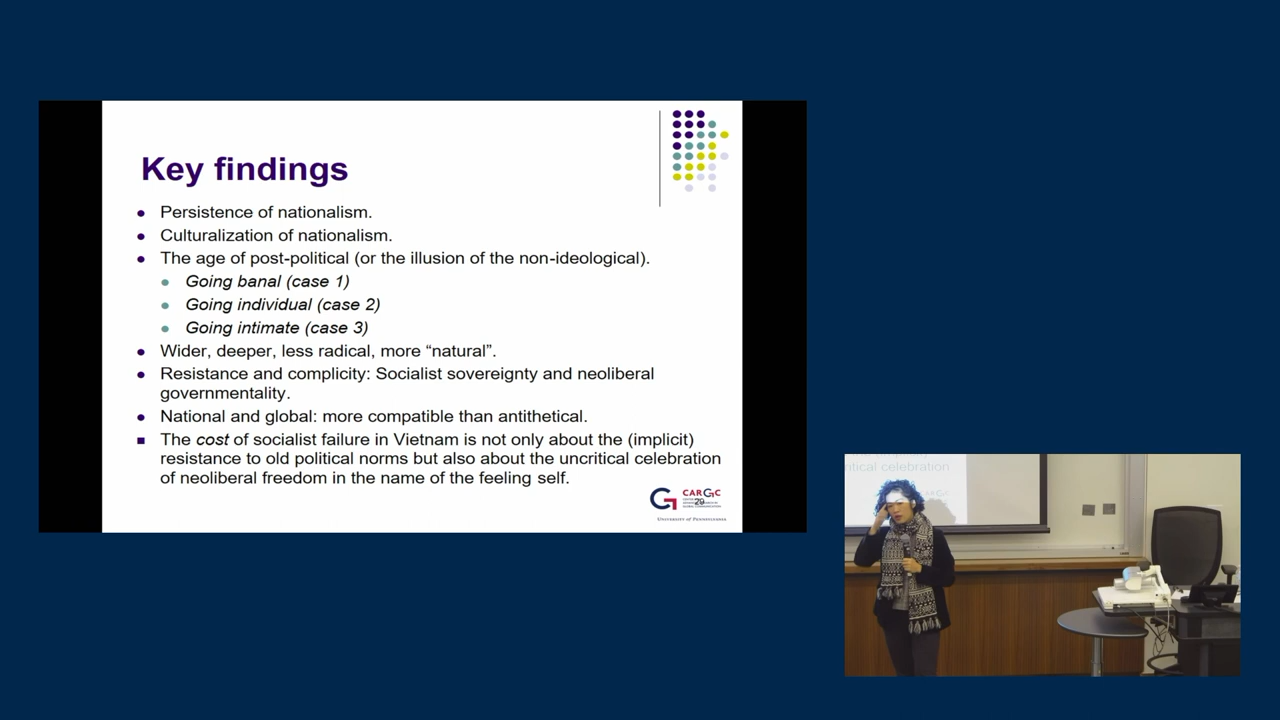 Key findings
Persistence of nationalism.
Culturalization of nationalism.
The age of post-political (or the illusion of the non-ideological).
Going banal (case 1)
Going individual (case 2)
Going intimate (case 3)
Wider, deeper, less radical, more “natural”.
Resistance and complicity: Socialist sovereignty and neoliberal
governmentality.
National and global: more compatible than antithetical.
The cost of socialist failure in Vietnam is not only about the (implicit)
resistance to old political norms but also about the uncritical celebration
of neoliberal freedom in the name of the feeling self.
CARGC
29
UNIVERSITY of PENNSYLVANIA
celebration